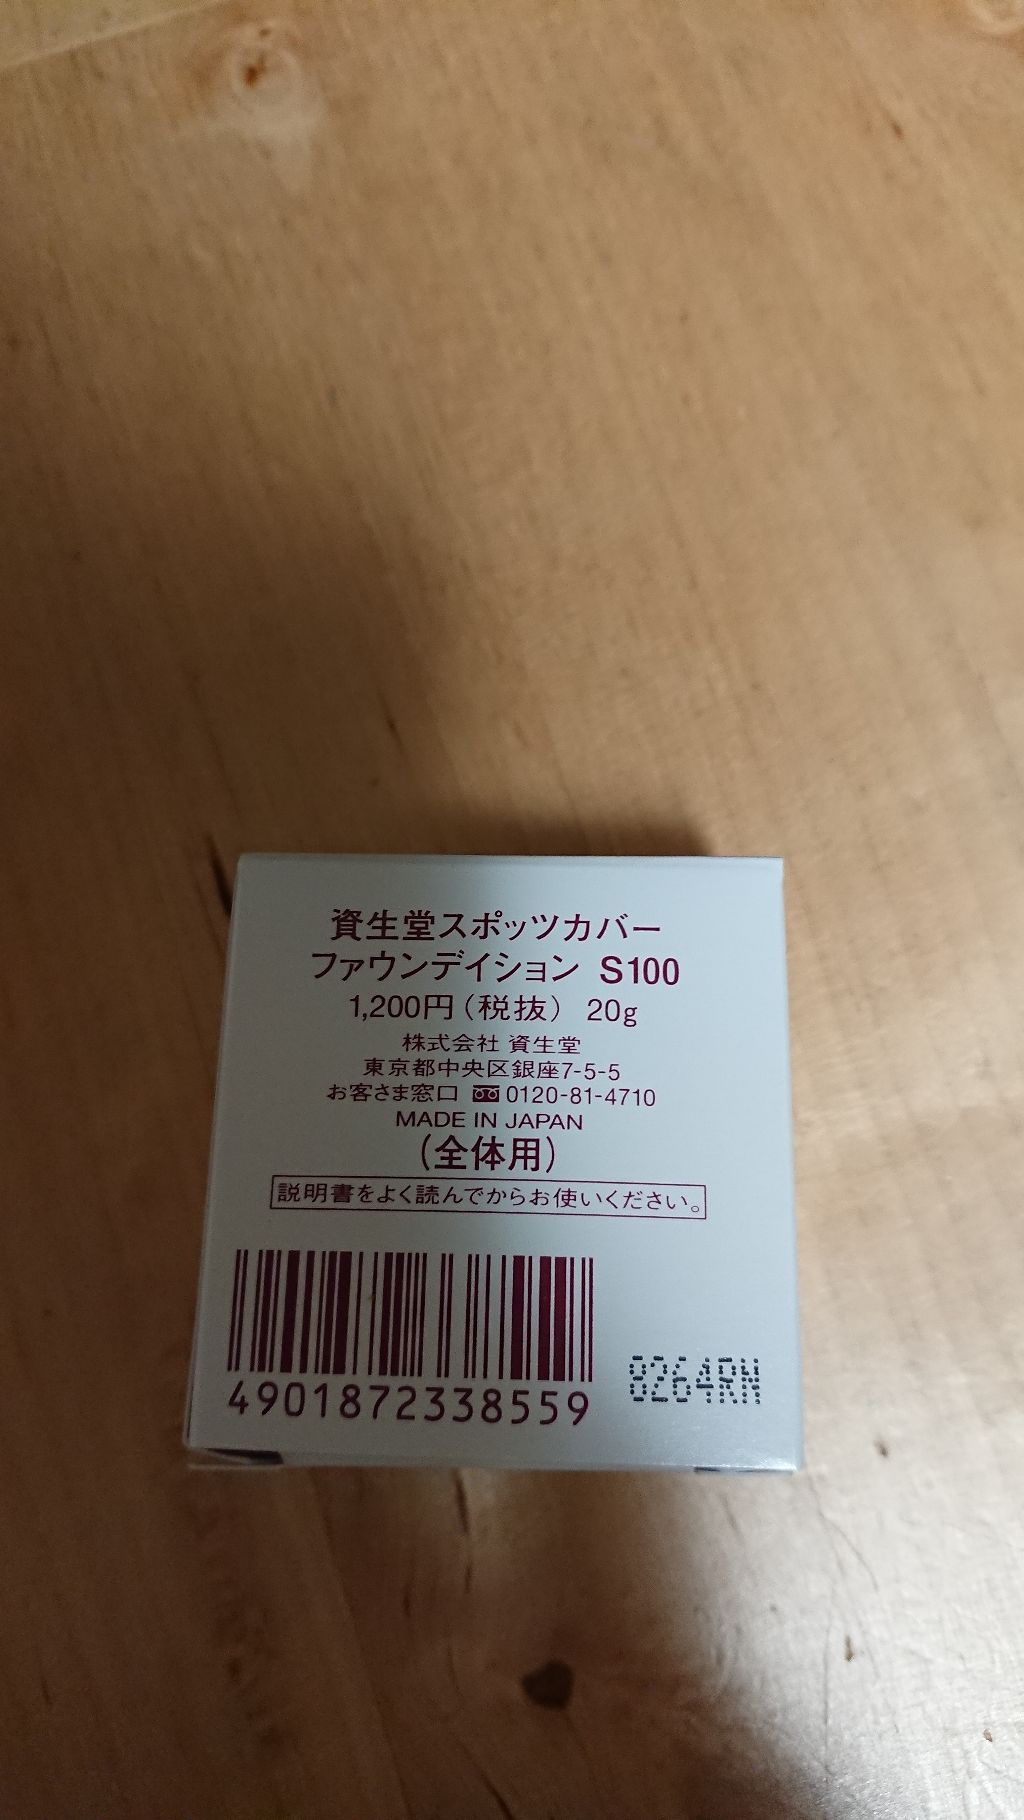 資生堂スポッツカバー
ファウンデイション S100
1,200円（税抜） 20g
株式会社 資生堂
東京都中央区銀座7-5-5
お客さま窓口 0120-81-4710
MADE IN JAPAN
（全体用）
説明書をよく読んでからお使いください。
4901872338559
8264RN